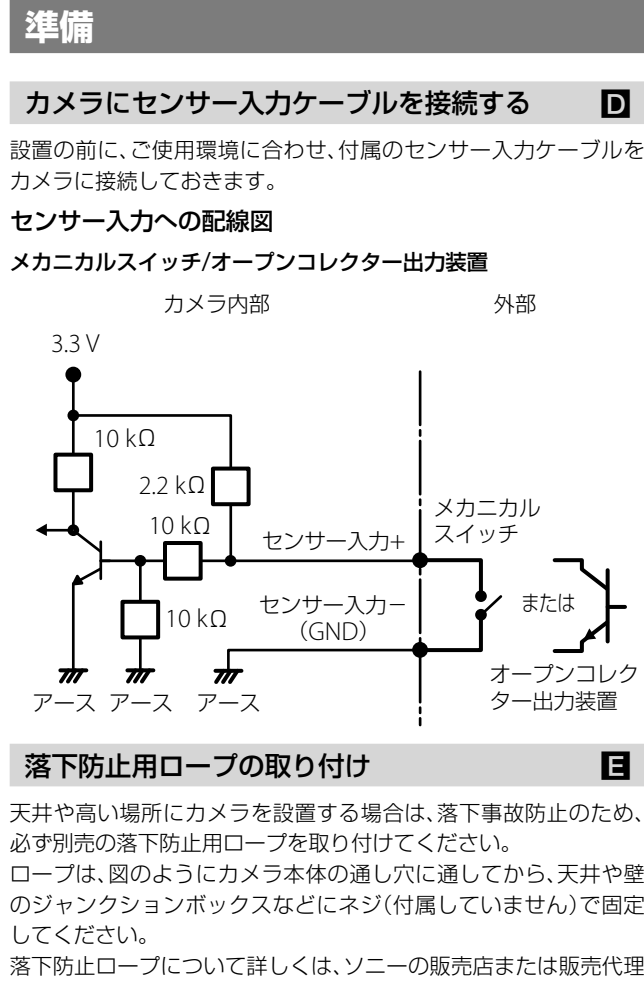 準備
カメラにセンサー入力ケーブルを接続する D
設置の前に、ご使用環境に合わせ、付属のセンサー入力ケーブルを
カメラに接続しておきます。
センサー入力への配線図
メカニカルスイッチ/オープンコレクター出力装置
カメラ内部 外部
3.3 V
10 kΩ
2.2 kΩ
10 kΩ
センサー入力+
メカニカル
スイッチ
10 kΩ
センサー入力−
（GND）
または
アース アース アース
オープンコレク
ター出力装置
落下防止用ロープの取り付け E
天井や高い場所にカメラを設置する場合は、落下事故防止のため、
必ず別売の落下防止用ロープを取り付けてください。
ロープは、図のようにカメラ本体の通し穴に通してから、天井や壁
のジャンクションボックスなどにネジ（付属していません）で固定
してください。
落下防止ロープについて詳しくは、ソニーの販売店または販売代理